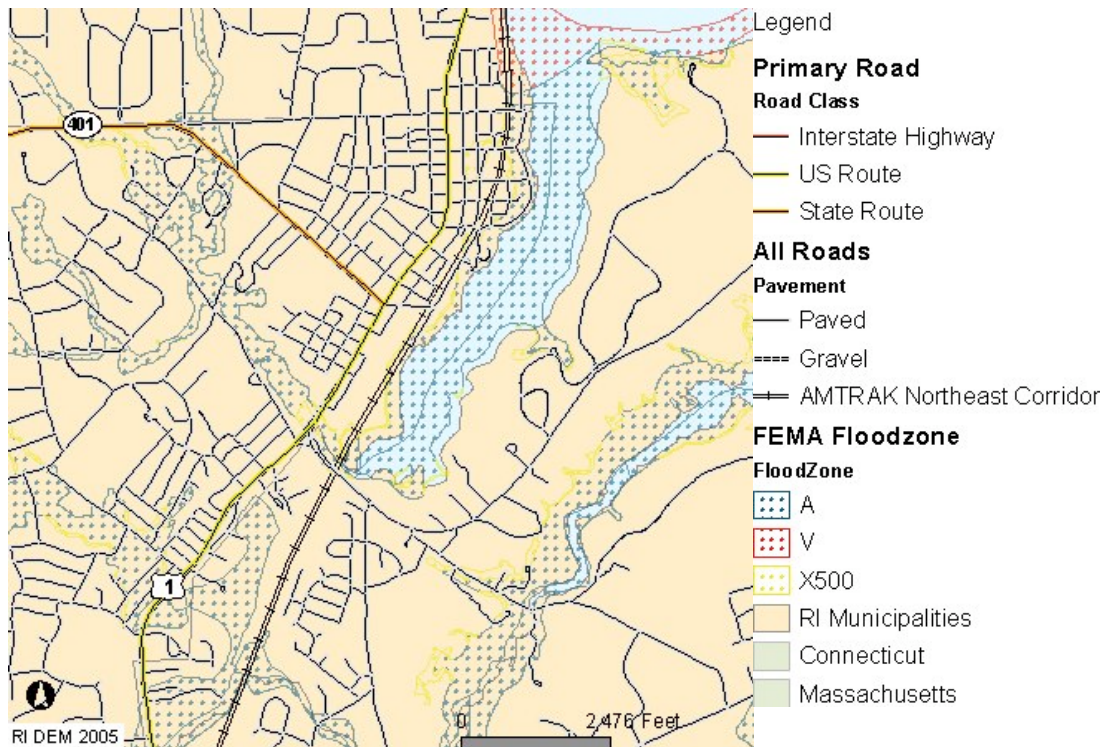 401
1
0
2,476 Feet
RI DEM 2005
Legend
Primary Road
Road Class
Interstate Highway
US Route
State Route
All Roads
Pavement
Paved
Gravel
AMTRAK Northeast Corridor
FEMA Floodzone
FloodZone
A
V
X500
RI Municipalities
Connecticut
Massachusetts